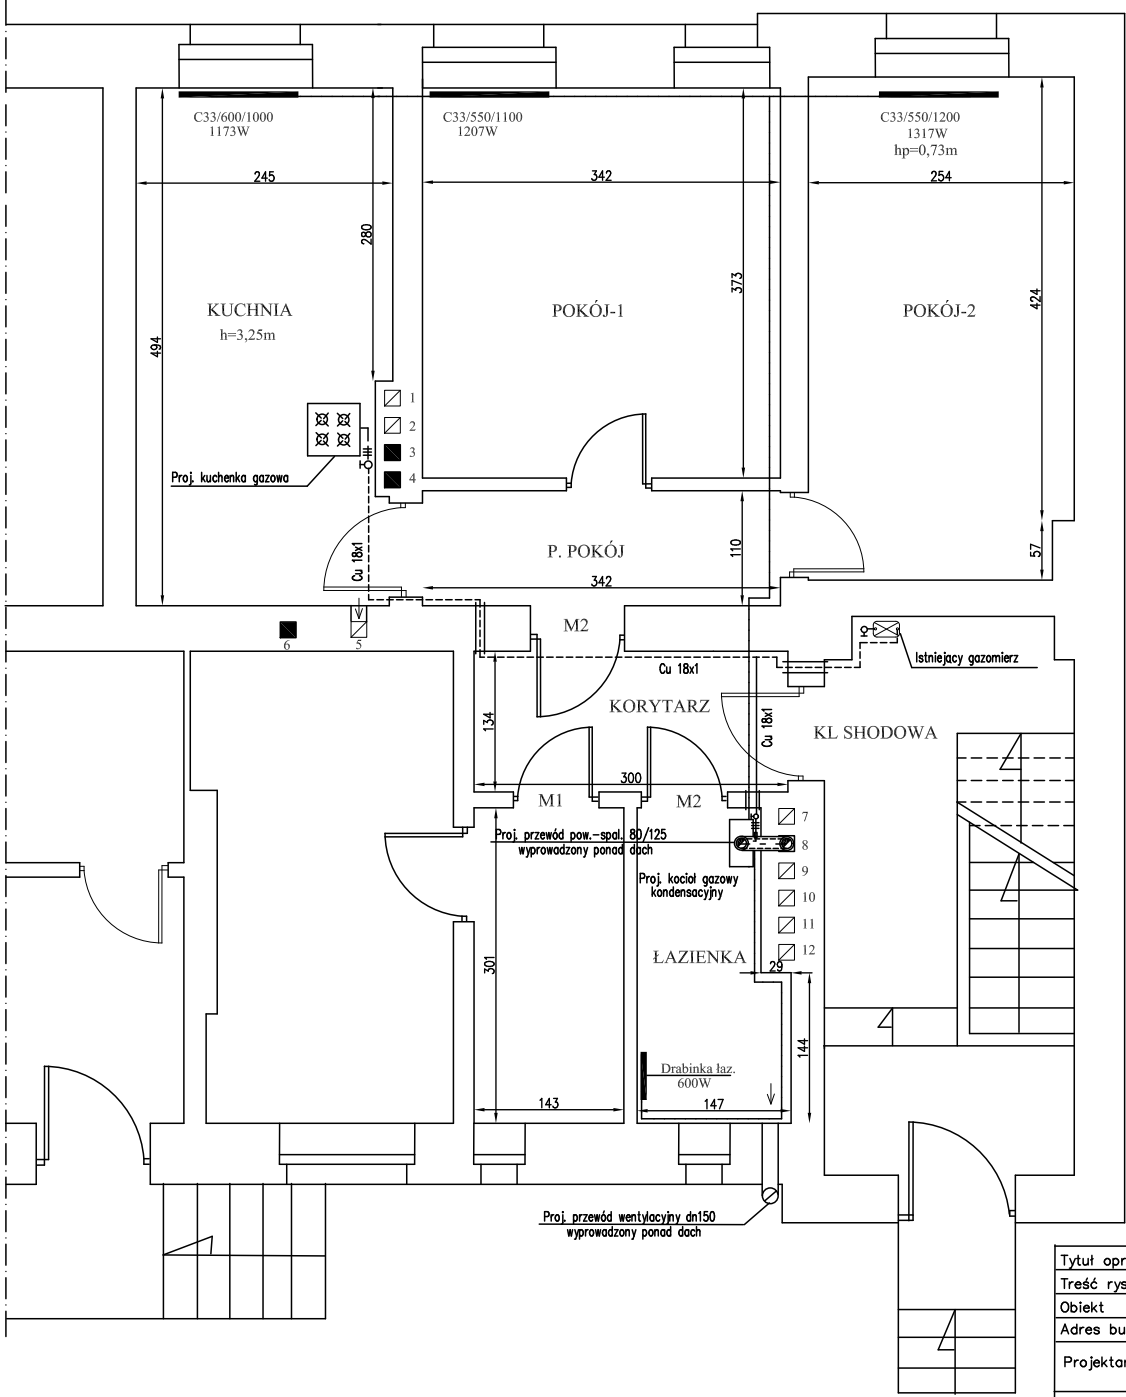 C33/600/1000
1173W
C33/550/1100
1207W
C33/550/1200
1317W
hp=0,73m
245
342
254
280
373
424
494
KUCHNIA
h=3,25m
POKÓJ-1
POKÓJ-2
1
2
3
4
Proj. kuchenka gazowa
Cu 18x1
P. POKÓJ
110
57
342
6
5
M2
Istniejacy gazomierz
Cu 18x1
KORYTARZ
134
Cu 18x1
KL SHODOWA
300
M1
M2
7
Proj. przewód pow.-spal. 80/125
wyprowadzony ponad dach
8
Proj. kocioł gazowy
kondensacyjny
9
10
11
12
ŁAZIENKA
29
301
144
Drabinka łaz.
600W
143
147
Proj. przewód wentylacyjny dn150
wyprowadzony ponad dach
Tytuł opr
Treść rys
Obiekt
Adres bu
Projektar